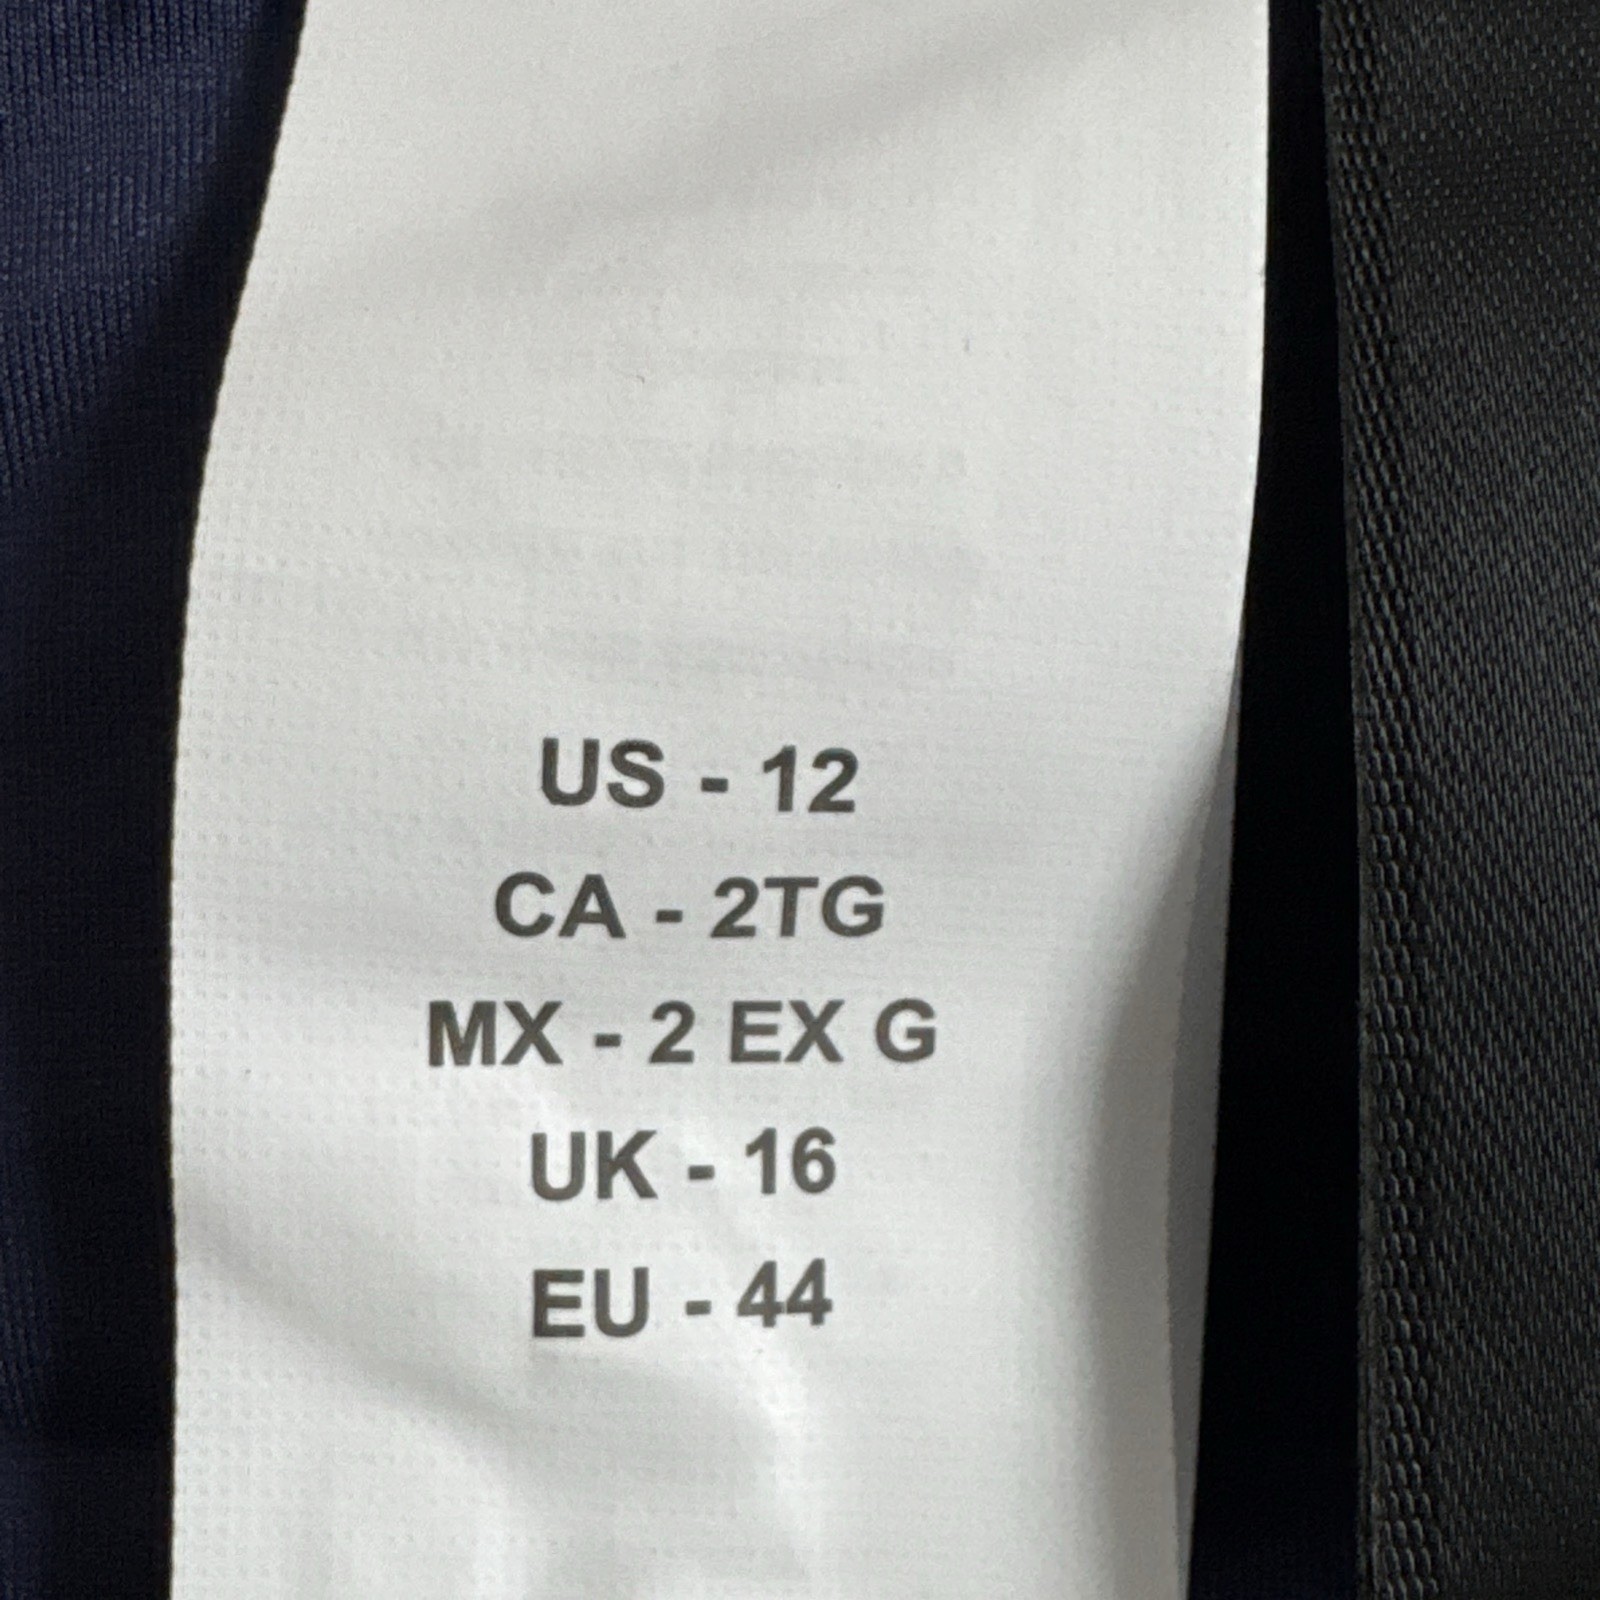 US - 12
CA - 2TG
MX - 2 EX G
UK - 16
EU - 44